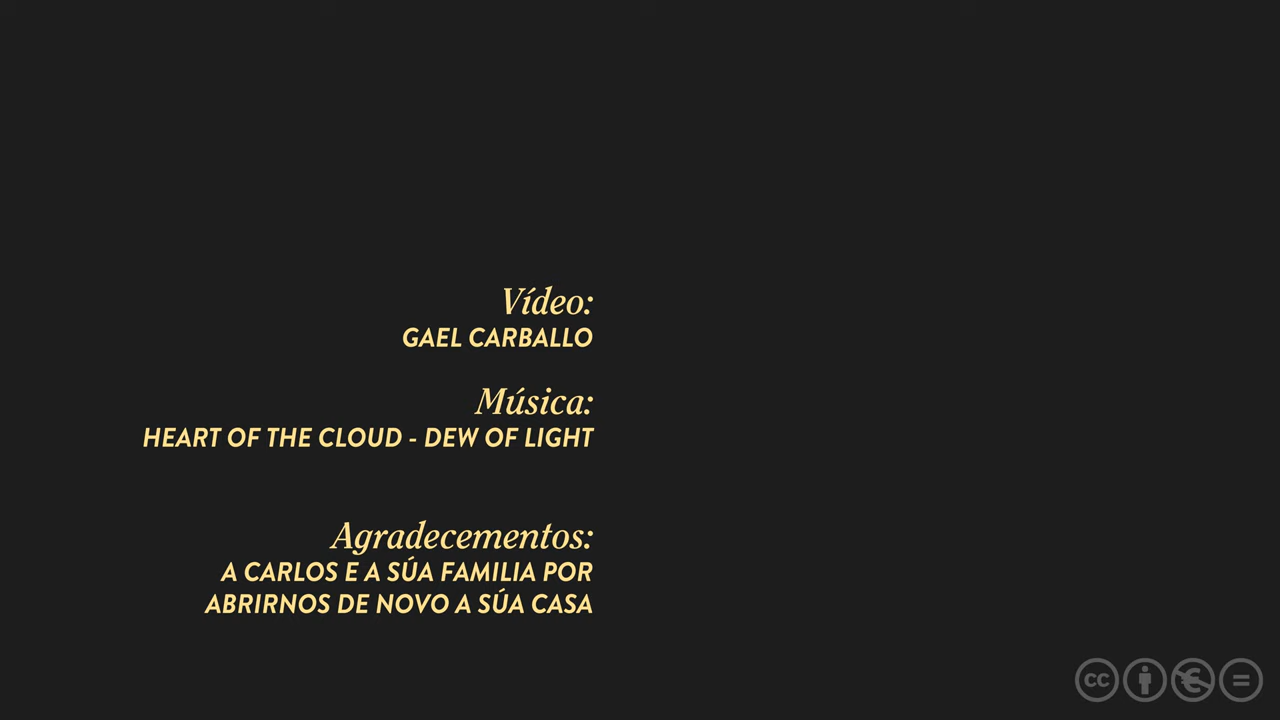 Vídeo:
GAEL CARBALLO
Música:
HEART OF THE CLOUD - DEW OF LIGHT
Agradecementos:
A CARLOS E A SÚA FAMILIA POR
ABRIRNOS DE NOVO A SÚA CASA
cc € =